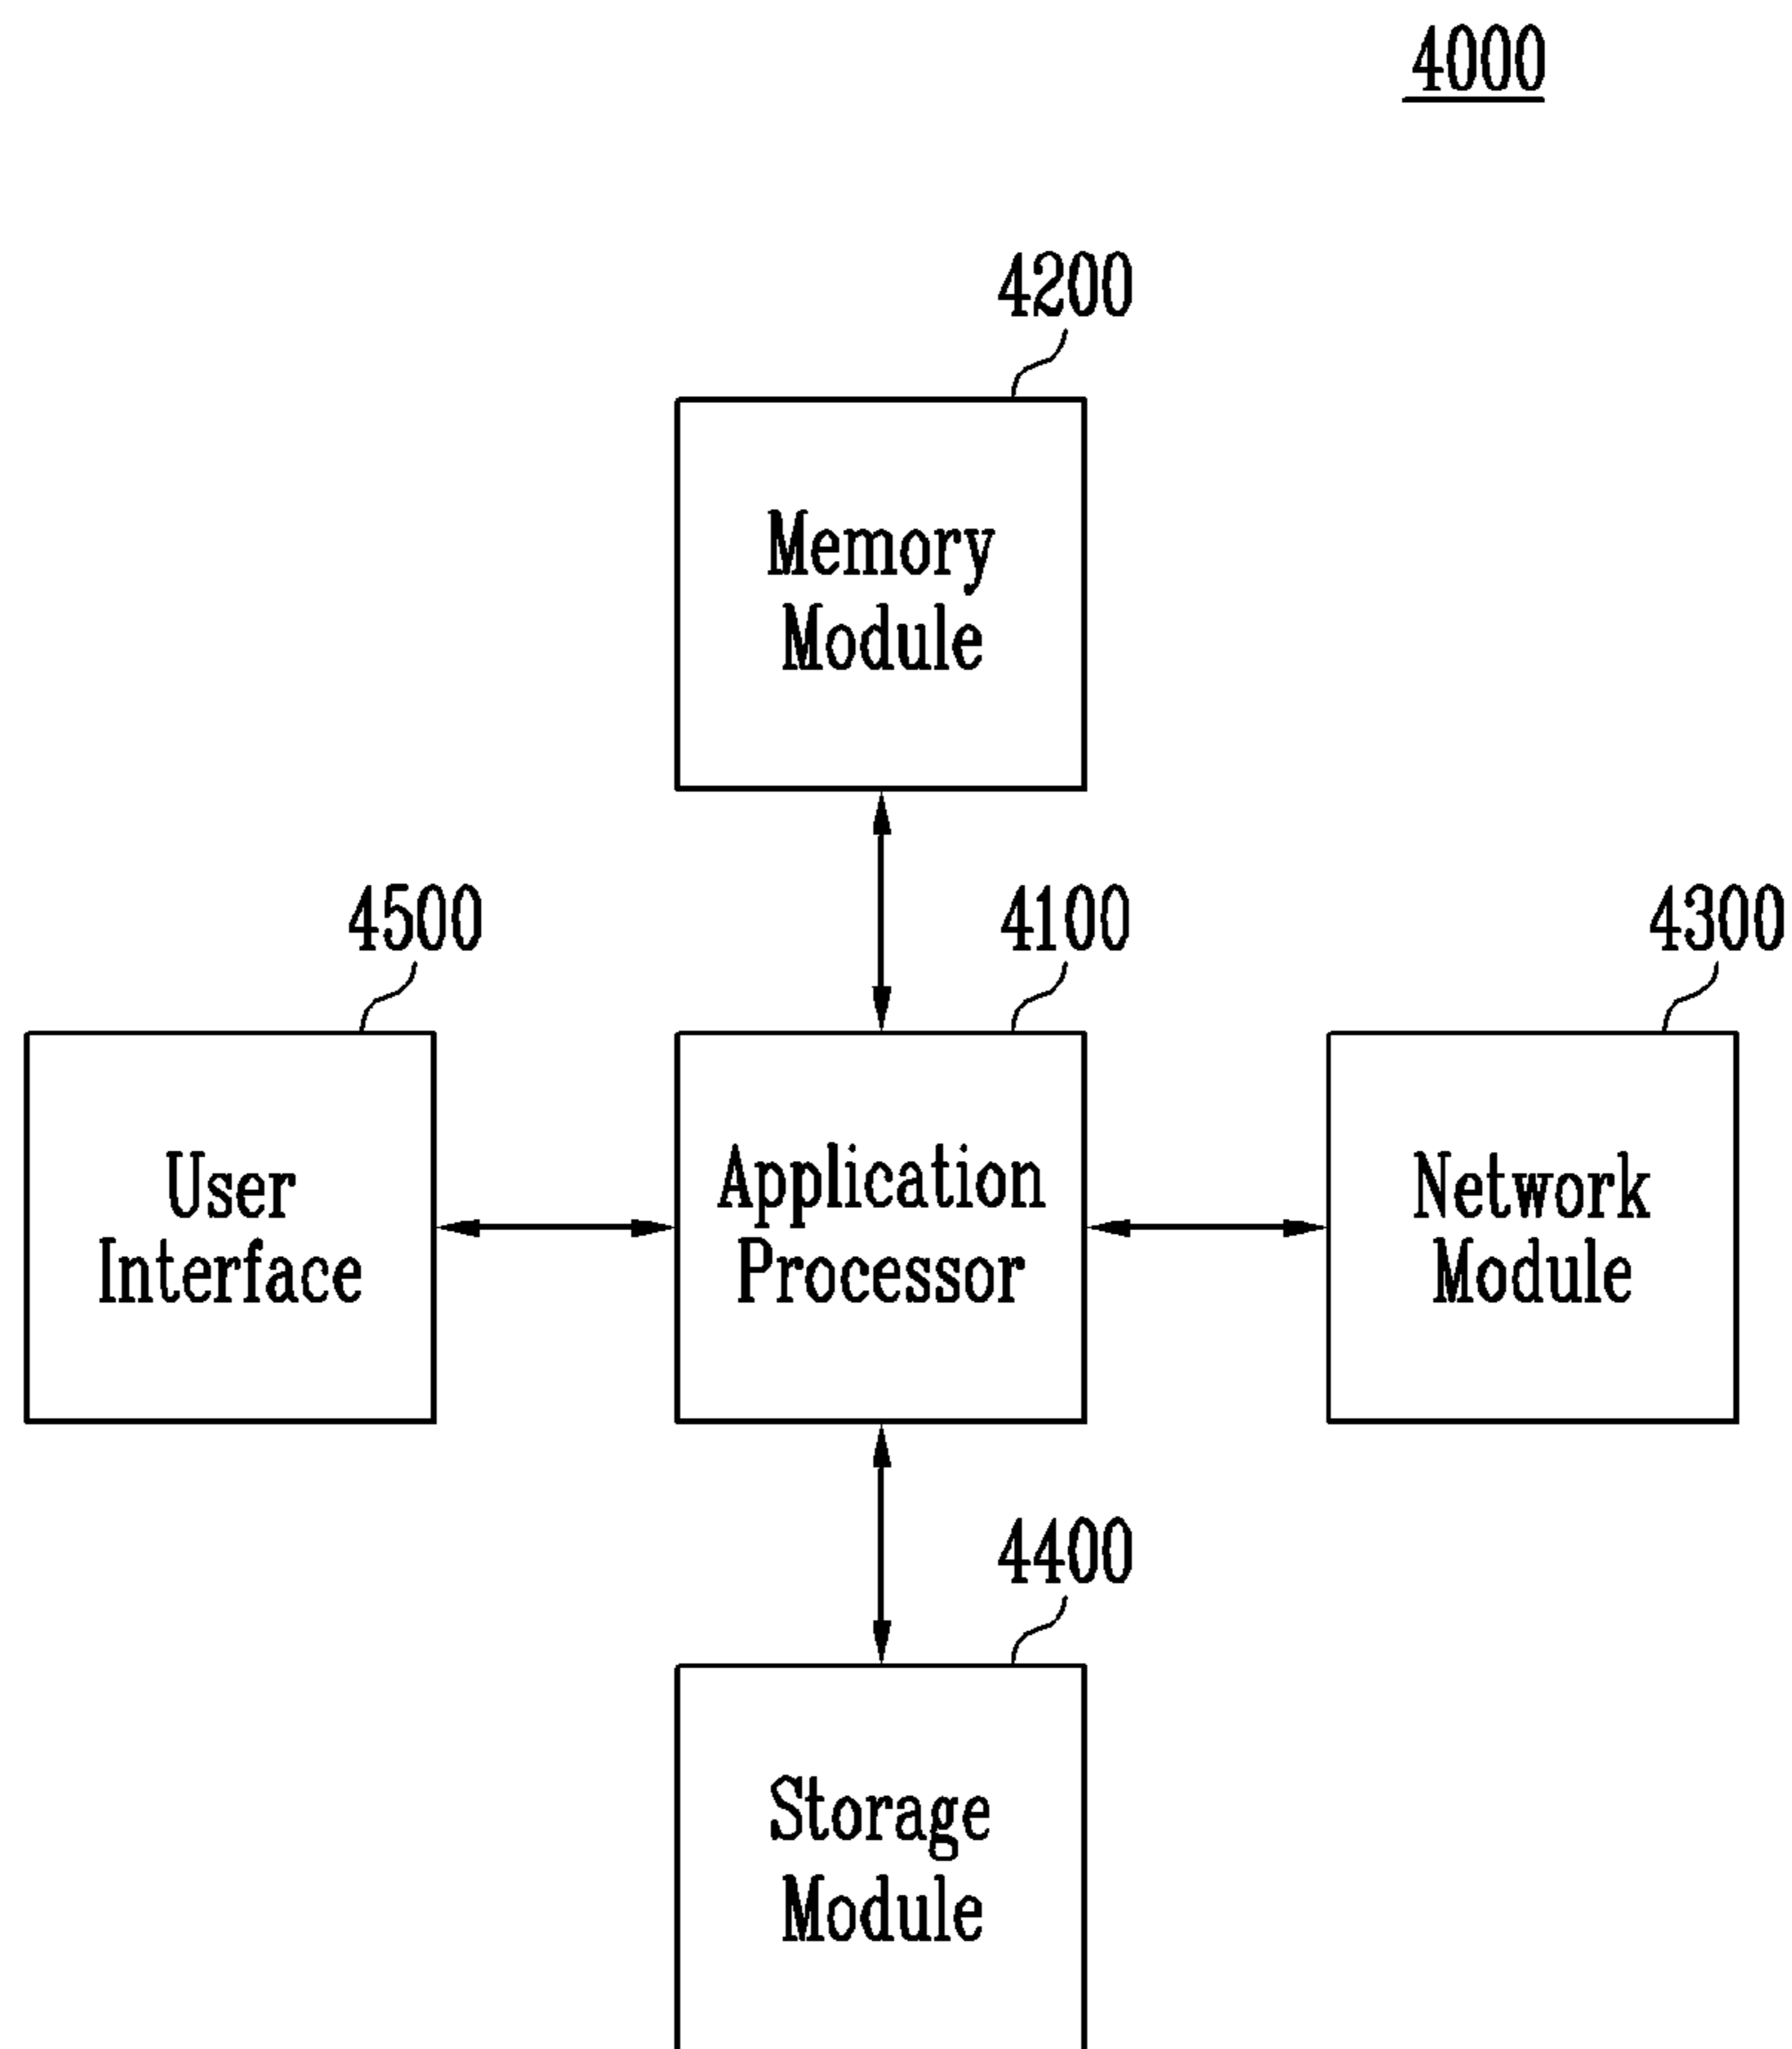 4000
4200
Memory
Module
4500
4100
4300
User
Interface
Application
Processor
Network
Module
4400
Storage
Module